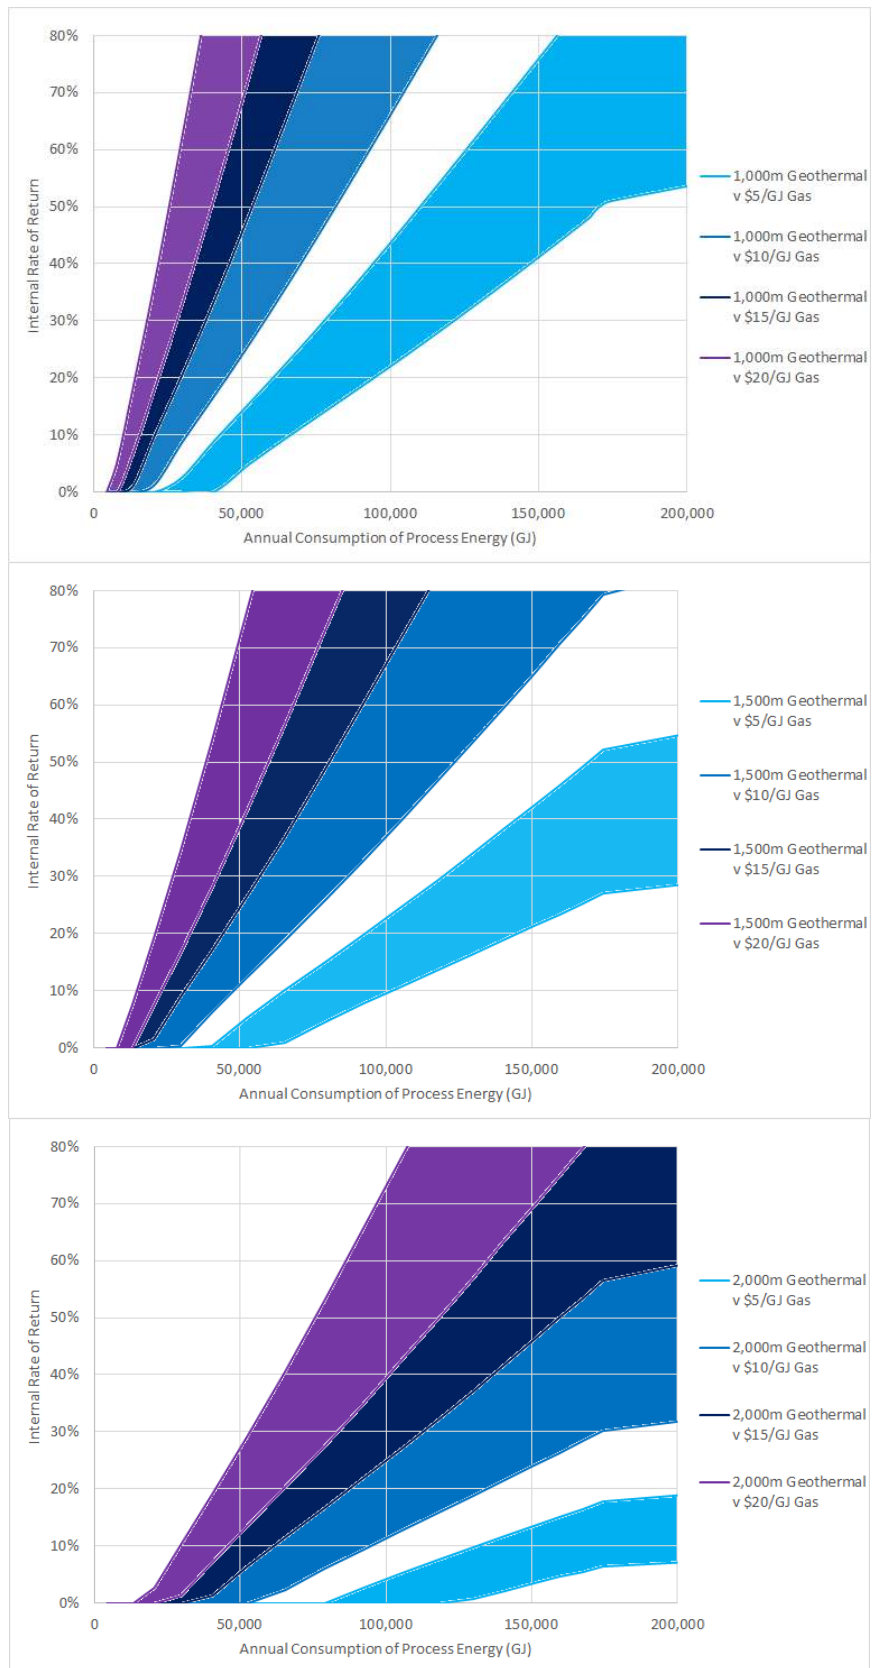 80%
70%
60%
50%
40%
30%
20%
10%
0%
Internal Rate of Return
0
50,000
100,000
150,000
200,000
Annual Consumption of Process Energy (GJ)
1,000m Geothermal
v $5/GJ Gas
1,000m Geothermal
v $10/GJ Gas
1,000m Geothermal
v $15/GJ Gas
1,000m Geothermal
v $20/GJ Gas
80%
70%
60%
50%
40%
30%
20%
10%
0%
Internal Rate of Return
0
50,000
100,000
150,000
200,000
Annual Consumption of Process Energy (GJ)
1,500m Geothermal
v $5/GJ Gas
1,500m Geothermal
v $10/GJ Gas
1,500m Geothermal
v $15/GJ Gas
1,500m Geothermal
v $20/GJ Gas
80%
70%
60%
50%
40%
30%
20%
10%
0%
Internal Rate of Return
0
50,000
100,000
150,000
200,000
Annual Consumption of Process Energy (GJ)
2,000m Geothermal
v $5/GJ Gas
2,000m Geothermal
v $10/GJ Gas
2,000m Geothermal
v $15/GJ Gas
2,000m Geothermal
v $20/GJ Gas